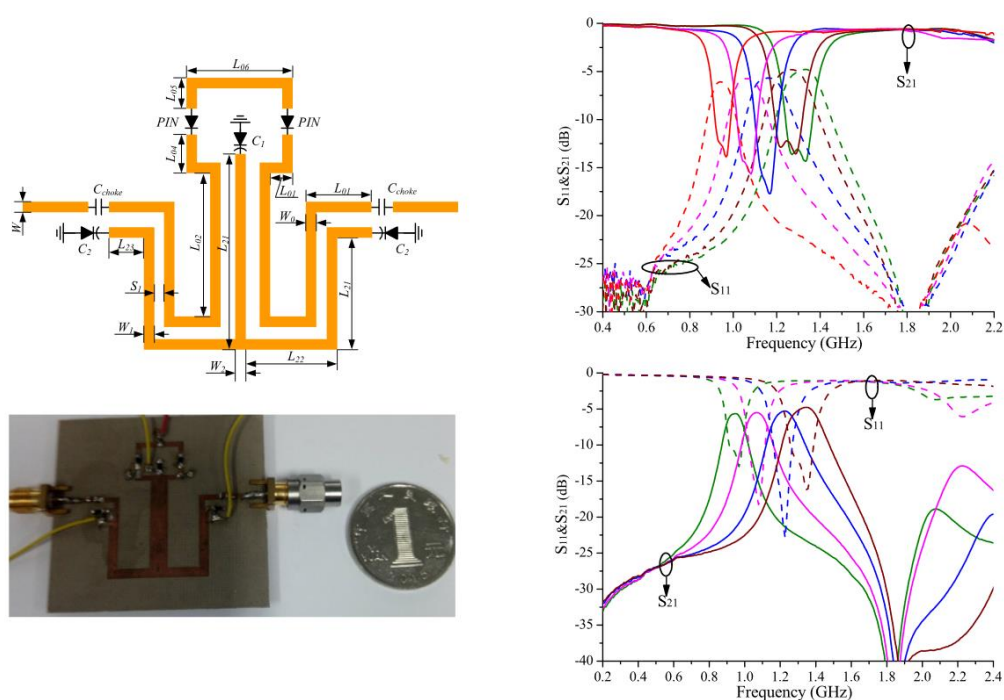 L06
L05
PIN
PIN
C1
L04
Cchoke
L01
L01
Cchoke
W
W0
C2
L02
L21
C2
L23
L21
S1
W1
W2
L22
1
0
-5
-10
-15
-20
-25
-30
S11&S21 (dB)
S21
S11
0.4 0.6 0.8 1.0 1.2 1.4 1.6 1.8 2.0 2.2
Frequency (GHz)
0
-5
-10
-15
-20
-25
-30
-35
-40
S11&S21 (dB)
S11
S21
0.2 0.4 0.6 0.8 1.0 1.2 1.4 1.6 1.8 2.0 2.2 2.4
Frequency (GHz)